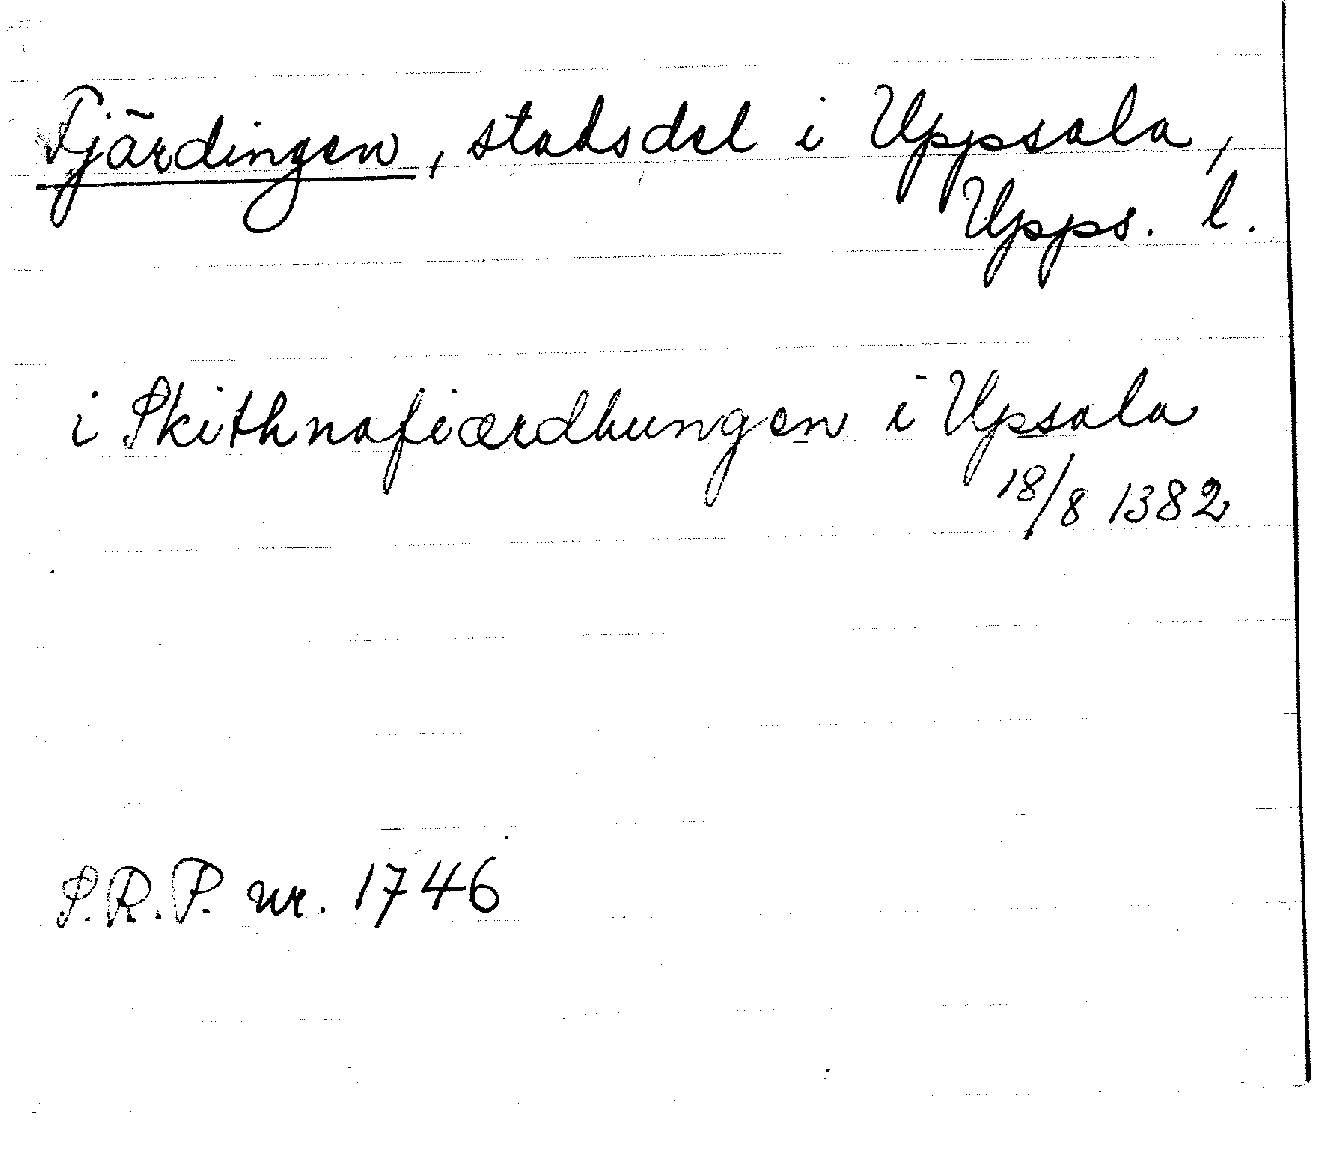 Fjärdingen, stadsdel i Uppsala,
Upps. l.
i Skithnafiærdhungen i Upsala
18/8 1382
S.R.P. nr. 1746